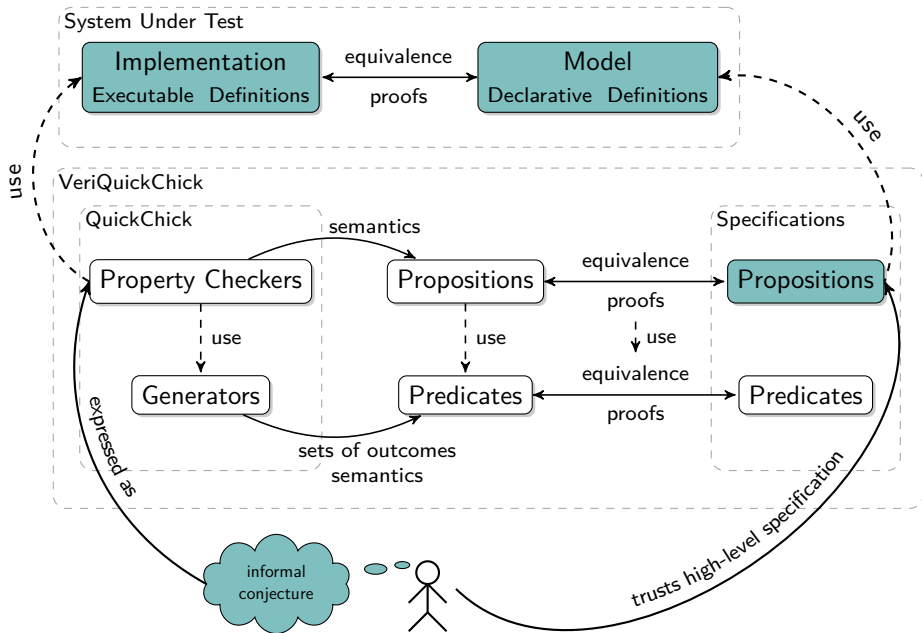 System Under Test
Implementation
Executable Definitions
equivalence
proofs
Model
Declarative Definitions
use
use
VeriQuickChick
QuickChick
semantics
Specifications
Property Checkers
Propositions
equivalence
proofs
Propositions
use
use
use
Generators
Predicates
equivalence
proofs
Predicates
sets of outcomes
semantics
expressed as
trusts high-level specification
informal
conjecture